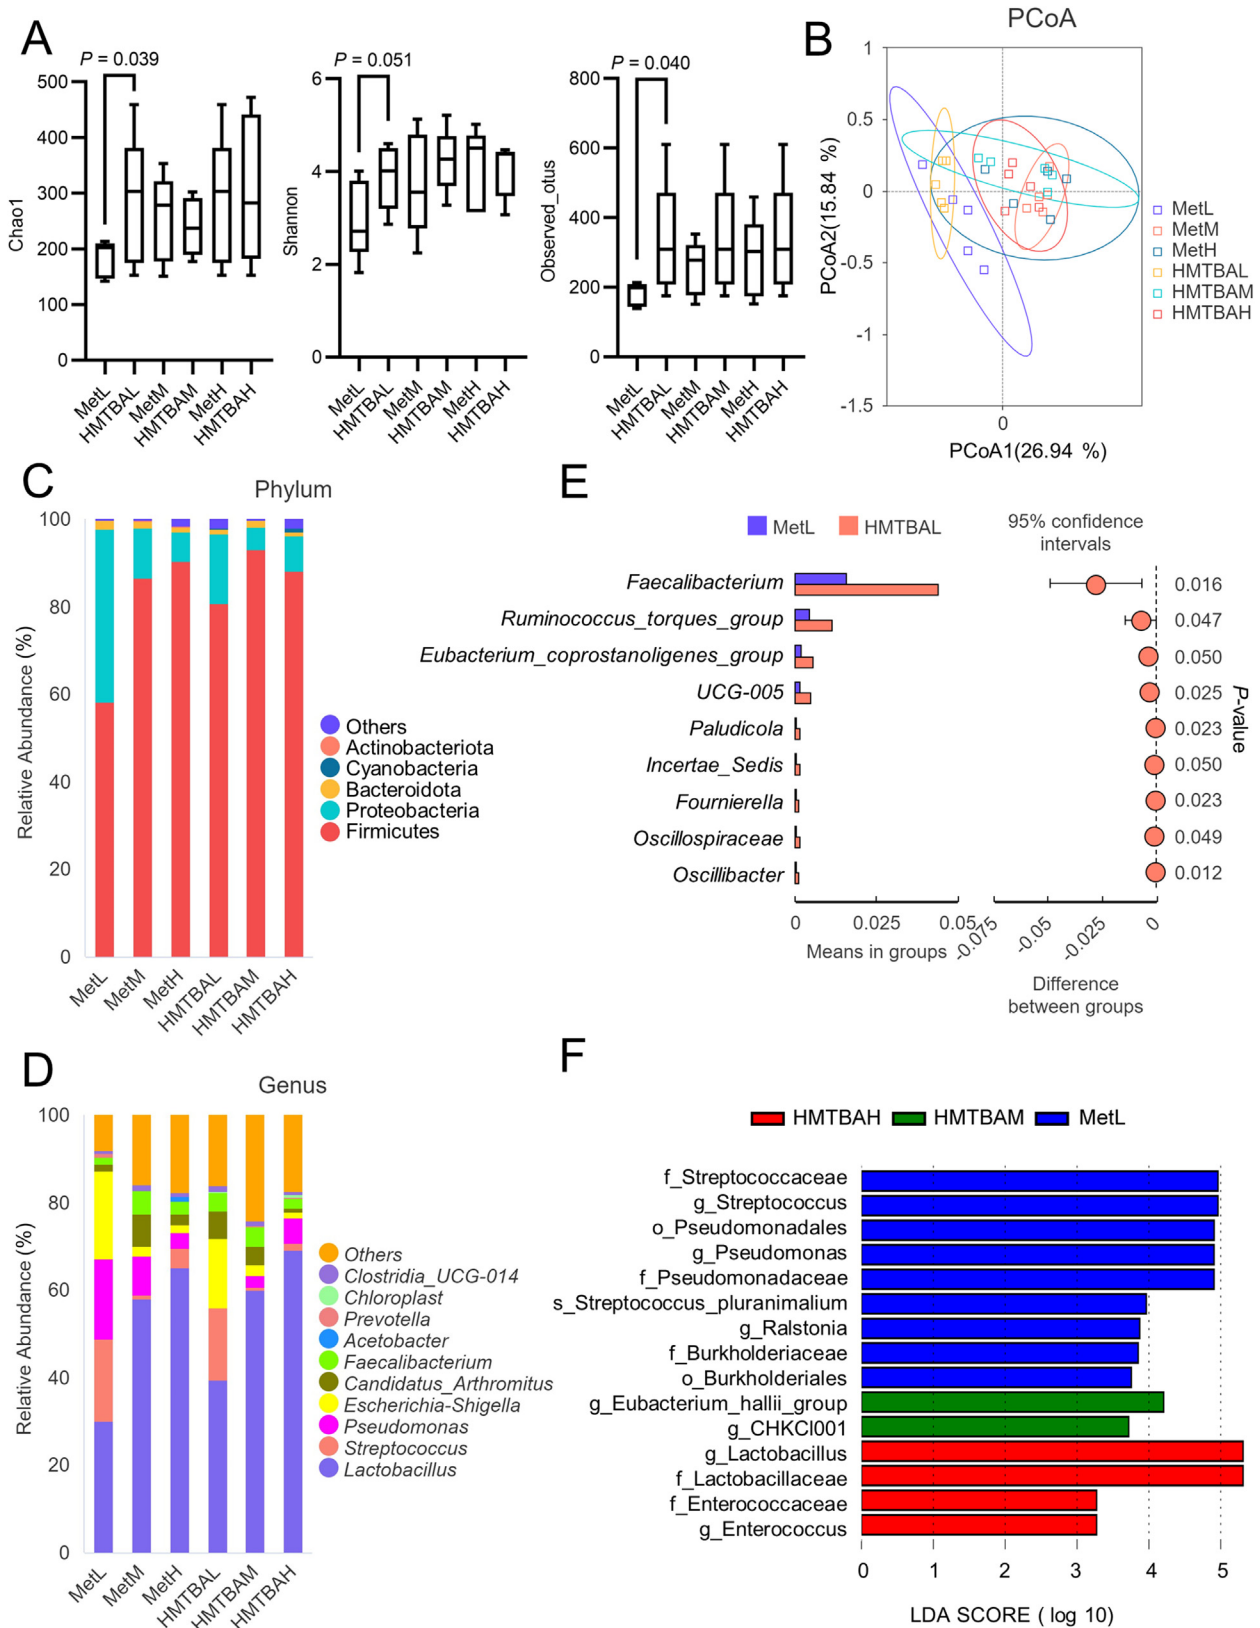 A
P = 0.039
500
400
300
200
100
0
Chao1
MetL
HMTBAL
MetM
HMTBAM
MetH
HMTBAH
P = 0.051
6
4
2
0
Shannon
MetL
HMTBAL
MetM
HMTBAM
MetH
HMTBAH
P = 0.040
800
600
400
200
0
Observed_otus
MetL
HMTBAL
MetM
HMTBAM
MetH
HMTBAH
B
PCoA
1
0.5
0
-0.5
-1
-1.5
PCoA2(15.84 %)
0
PCoA1(26.94 %)
MetL
MetM
MetH
HMTBAL
HMTBAM
HMTBAH
C
Phylum
100
80
60
40
20
0
Relative Abundance (%)
MetL
MetM
MetH
HMTBAL
HMTBAM
HMTBAH
Others
Actinobacteriota
Cyanobacteria
Bacteroidota
Proteobacteria
Firmicutes
E
MetL
HMTBAL
95% confidence
intervals
Faecalibacterium
0.016
Ruminococcus_torques_group
0.047
Eubacterium_coprostanoligenes_group
0.050
UCG-005
0.025
Paludicola
0.023
Incertae_Sedis
0.050
Fournierella
0.023
Oscillospiraceae
0.049
Oscillibacter
0.012
P-value
0
0.025
0.05
Means in groups
-0.075
-0.05
-0.025
0
Difference
between groups
D
Genus
100
80
60
40
20
0
Relative Abundance (%)
MetL
MetM
MetH
HMTBAL
HMTBAM
HMTBAH
Others
Clostridia_UCG-014
Chloroplast
Prevotella
Acetobacter
Faecalibacterium
Candidatus_Arthromitus
Escherichia-Shigella
Pseudomonas
Streptococcus
Lactobacillus
F
HMTBAH
HMTBAM
MetL
f_Streptococcaceae
g_Streptococcus
o_Pseudomonadales
g_Pseudomonas
f_Pseudomonadaceae
s_Streptococcus_pluranimalium
g_Ralstonia
f_Burkholderiaceae
o_Burkholderiales
g_Eubacterium_hallii_group
g_CHKCI001
g_Lactobacillus
f_Lactobacillaceae
f_Enterococcaceae
g_Enterococcus
0
1
2
3
4
5
LDA SCORE ( log 10)